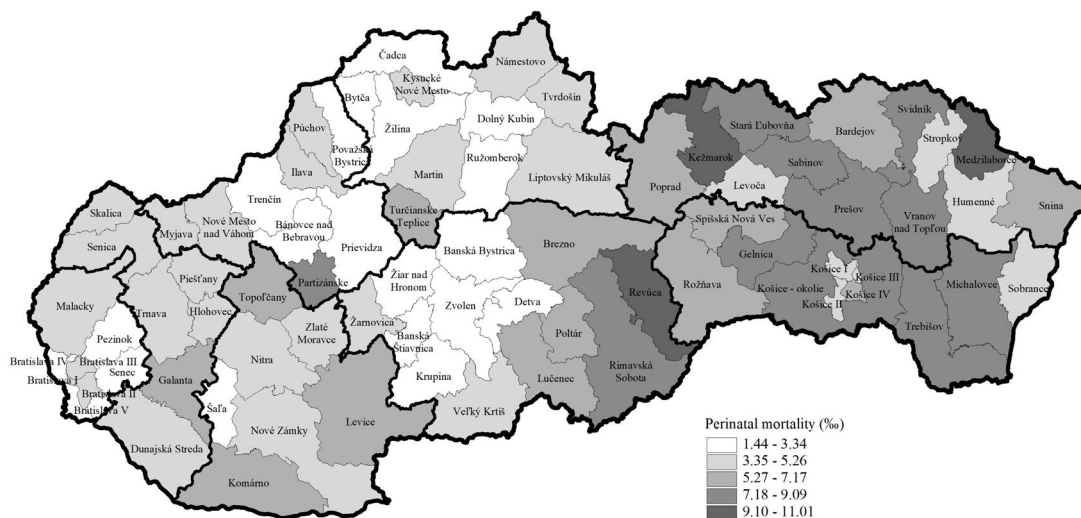 Čadca
Námestovo
Kysucké
Nové Mesto
Tvrdošín
Bytča
Dolný Kubín
Svidník
Stará Ľubovňa
Bardejov
Púchov
Žilina
Stropkov
Považská
Bystrica
Ružomberok
Kežmarok
Sabinov
Medzilaborce
Ilava
Martin
Liptovský Mikuláš
Poprad
Levoča
Trenčín
Humenné
Snina
Skalica
Turčianske
Teplice
Prešov
Vranov
nad Topľou
Myjava
Nové Mesto
nad Váhom
Bánovce nad
Bebravou
Spišská Nová Ves
Senica
Prievidza
Banská Bystrica
Brezno
Gelnica
Piešťany
Žiar nad
Hronom
Košice I
Košice III
Michalovce
Partizánske
Revúca
Rožňava
Košice - okolie
Sobrance
Malacky
Topoľčany
Zvolen
Detva
Košice II
Košice IV
Trnava
Hlohovec
Zlaté
Moravce
Žarnovica
Trebišov
Pezinok
Banská
Štiavnica
Poltár
Bratislava IV
Bratislava III
Senec
Nitra
Rimavská
Sobota
Bratislava I
Galanta
Krupina
Lučenec
Bratislava II
Bratislava V
Šaľa
Levice
Veľký Krtíš
Nové Zámky
Dunajská Streda
Komárno
Perinatal mortality (‰)
1.44 - 3.34
3.35 - 5.26
5.27 - 7.17
7.18 - 9.09
9.10 - 11.01